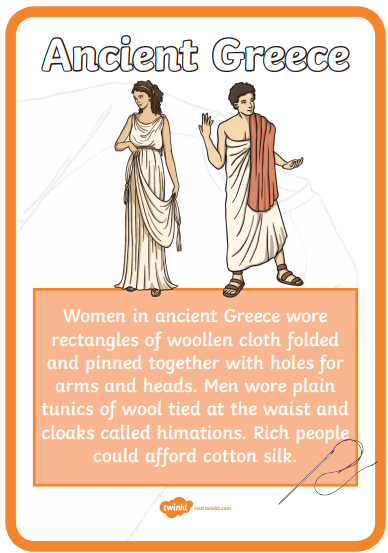 Ancient Greece
Women in ancient Greece wore
rectangles of woollen cloth folded
and pinned together with holes for
arms and heads. Men wore plain
tunics of wool tied at the waist and
cloaks called himations. Rich people
could afford cotton silk.
twinkl visit twinkl.com